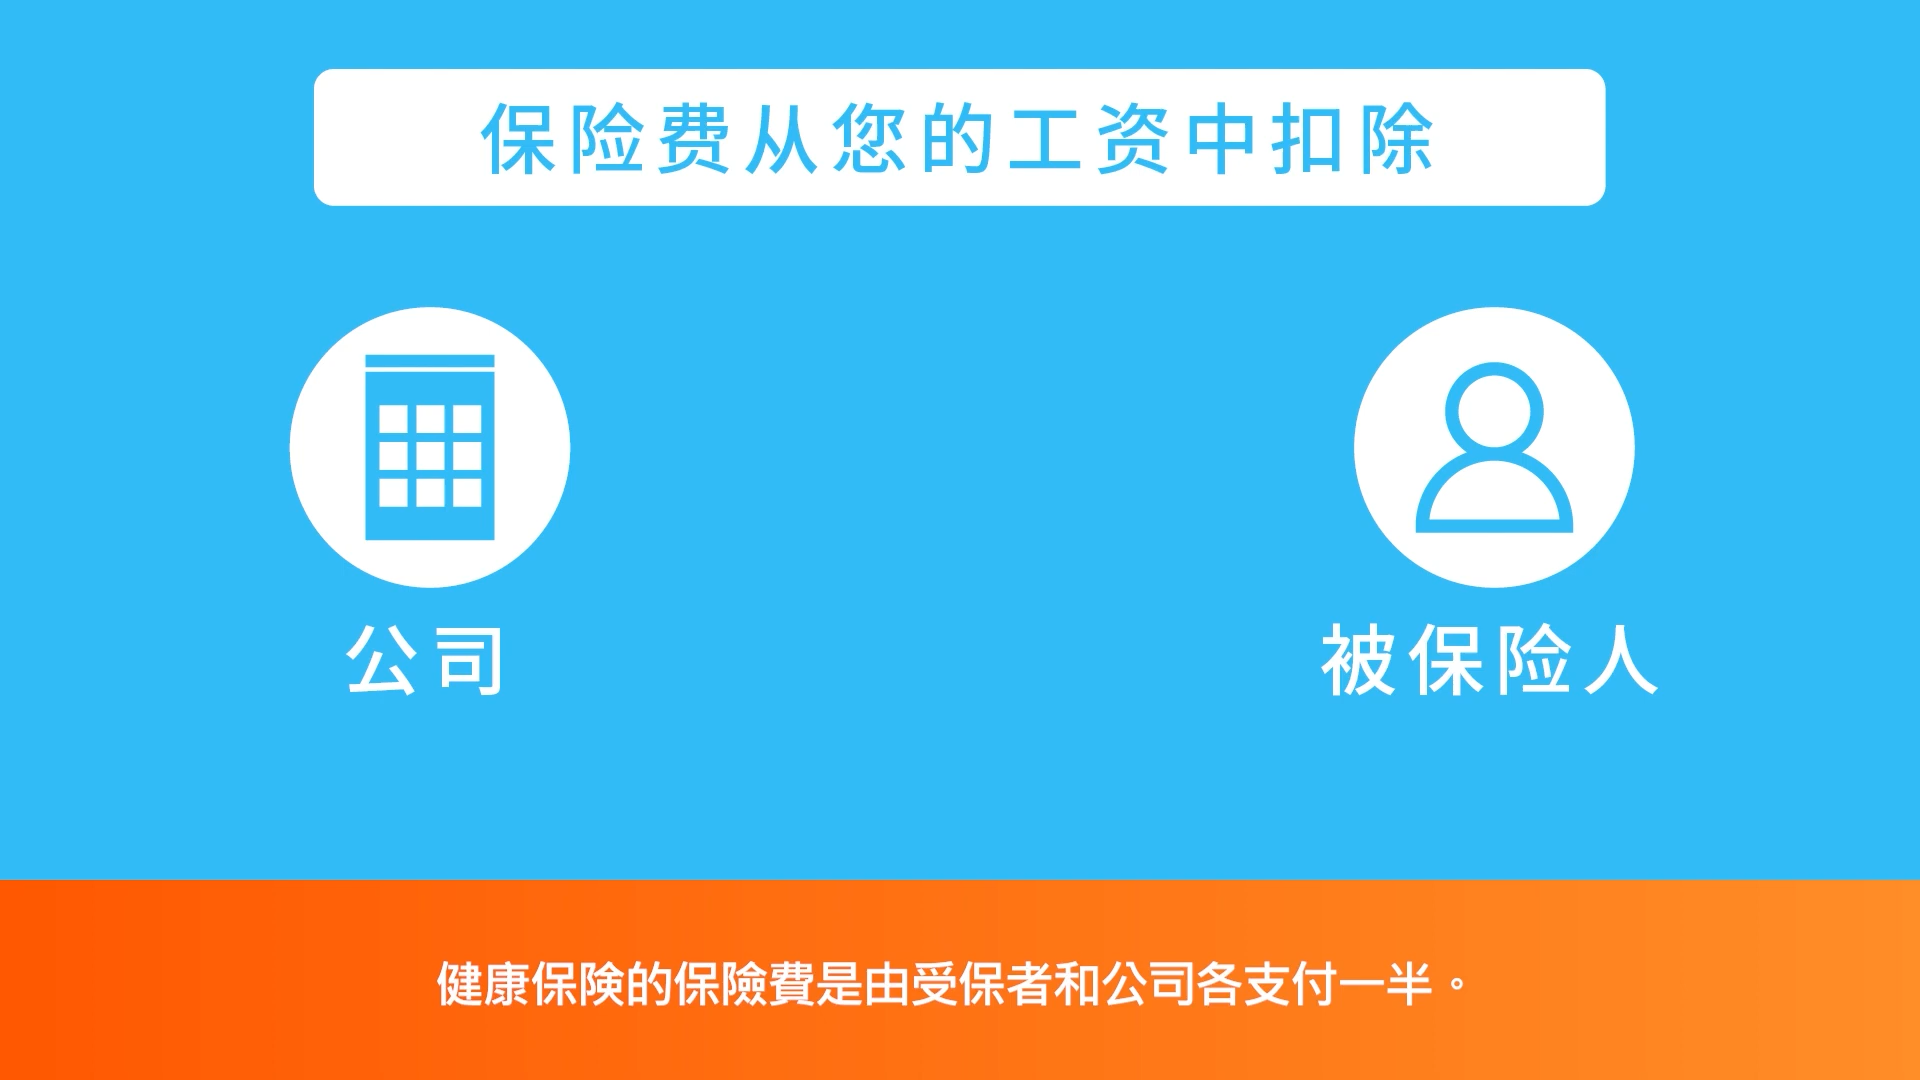 保险费从您的工资中扣除
公司
被保险人
健康保険的保險費是由受保者和公司各支付一半。